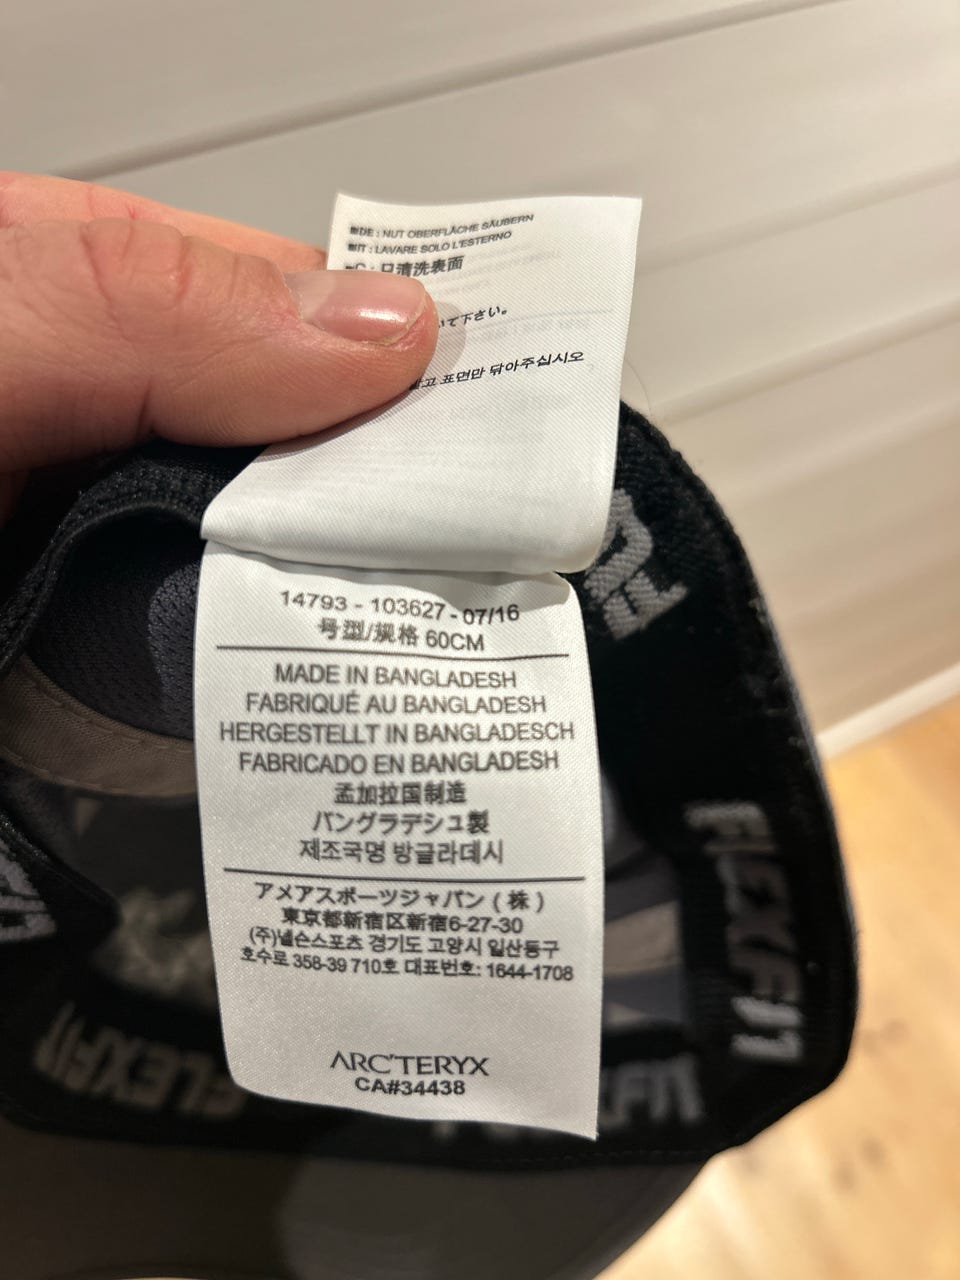 DE : NUT OBERFLÄCHE SÄUBERN
IT : LAVARE SOLO L'ESTERNO
C : 只清洗表面
いて下さい。
고 표면만 닦아주십시오
14793 - 103627 - 07/16
号型/规格 60CM
MADE IN BANGLADESH
FABRIQUÉ AU BANGLADESH
HERGESTELLT IN BANGLADESCH
FABRICADO EN BANGLADESH
孟加拉国制造
バングラデシュ製
제조국명 방글라데시
アメアスポーツジャパン ( 株 )
東京都新宿区新宿6-27-30
(주)넬슨스포츠 경기도 고양시 일산동구
호수로 358-39 710호 대표번호: 1644-1708
ARC'TERYX
CA#34438
FLEXFIT
FLEXFIT